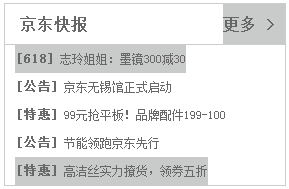 京东快报 更多 >
[618] 志玲姐姐：墨镜300减30
[公告] 京东无锡馆正式启动
[特惠] 99元抢平板！品牌配件199-100
[公告] 节能领跑京东先行
[特惠] 高洁丝实力撩货，领券五折